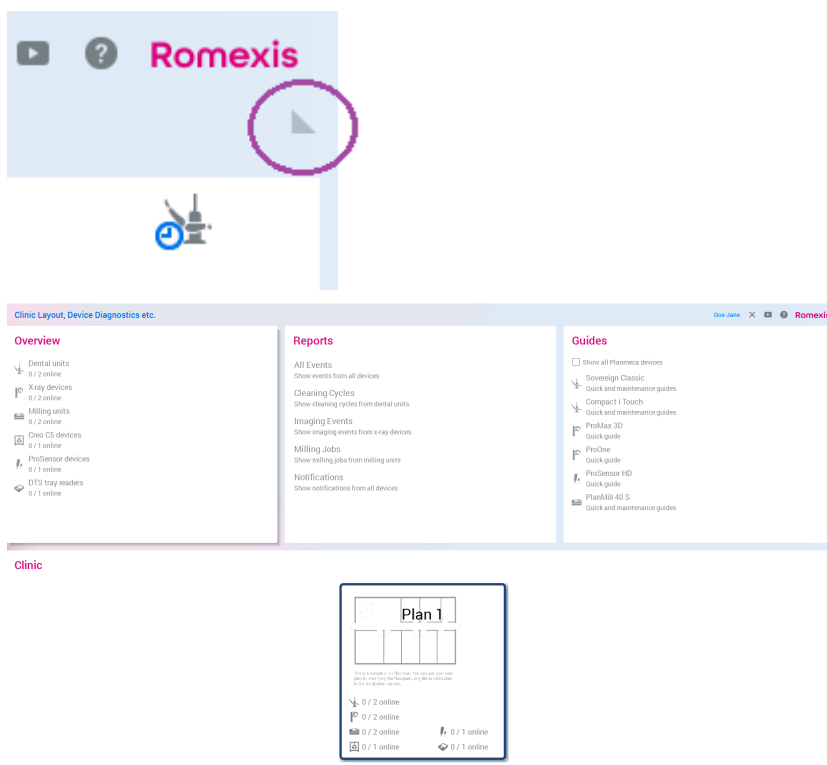 Romexis
Clinic Layout, Device Diagnostics etc.
Doe Jane
Romexis
Overview
Dental units
0 / 2 online
X-ray devices
0 / 2 online
Milling units
0 / 2 online
Creo C5 devices
0 / 1 online
ProSensor devices
0 / 1 online
DTS tray readers
0 / 1 online
Reports
All Events
Show events from all devices
Cleaning Cycles
Show cleaning cycles from dental units
Imaging Events
Show imaging events from x-ray devices
Milling Jobs
Show milling jobs from milling units
Notifications
Show notifications from all devices
Guides
Show all Planmeca devices
Sovereign Classic
Quick and maintenance guides
Compact i Touch
Quick and maintenance guides
ProMax 3D
Quick guide
ProOne
Quick guide
ProSensor HD
Quick guide
PlanMill 40 S
Quick and maintenance guides
Clinic
Plan 1
0 / 2 online
0 / 2 online
0 / 2 online
0 / 1 online
0 / 1 online
0 / 1 online